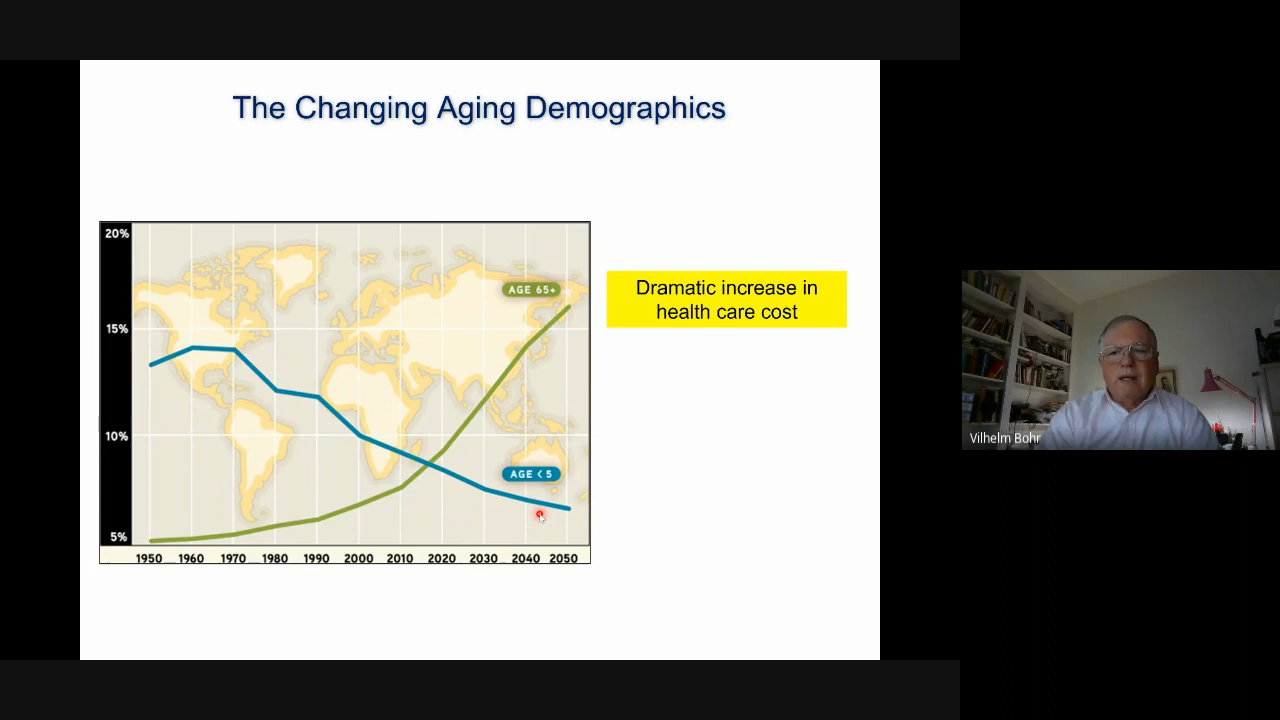 The Changing Aging Demographics
20%
AGE 65+
Dramatic increase in
health care cost
15%
10%
AGE < 5
5%
1950 1960 1970 1980 1990 2000 2010 2020 2030 2040 2050
Vilhelm Bohr